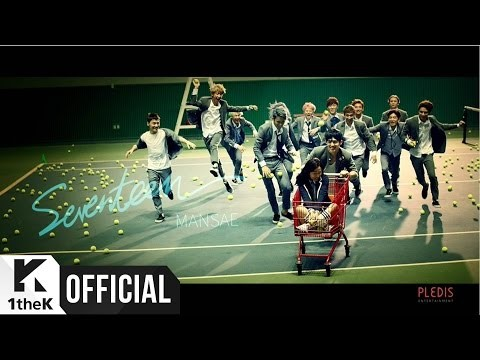 Seventeen
MANSAE
PLEDIS
ENTERTAINMENT
1theK
OFFICIAL